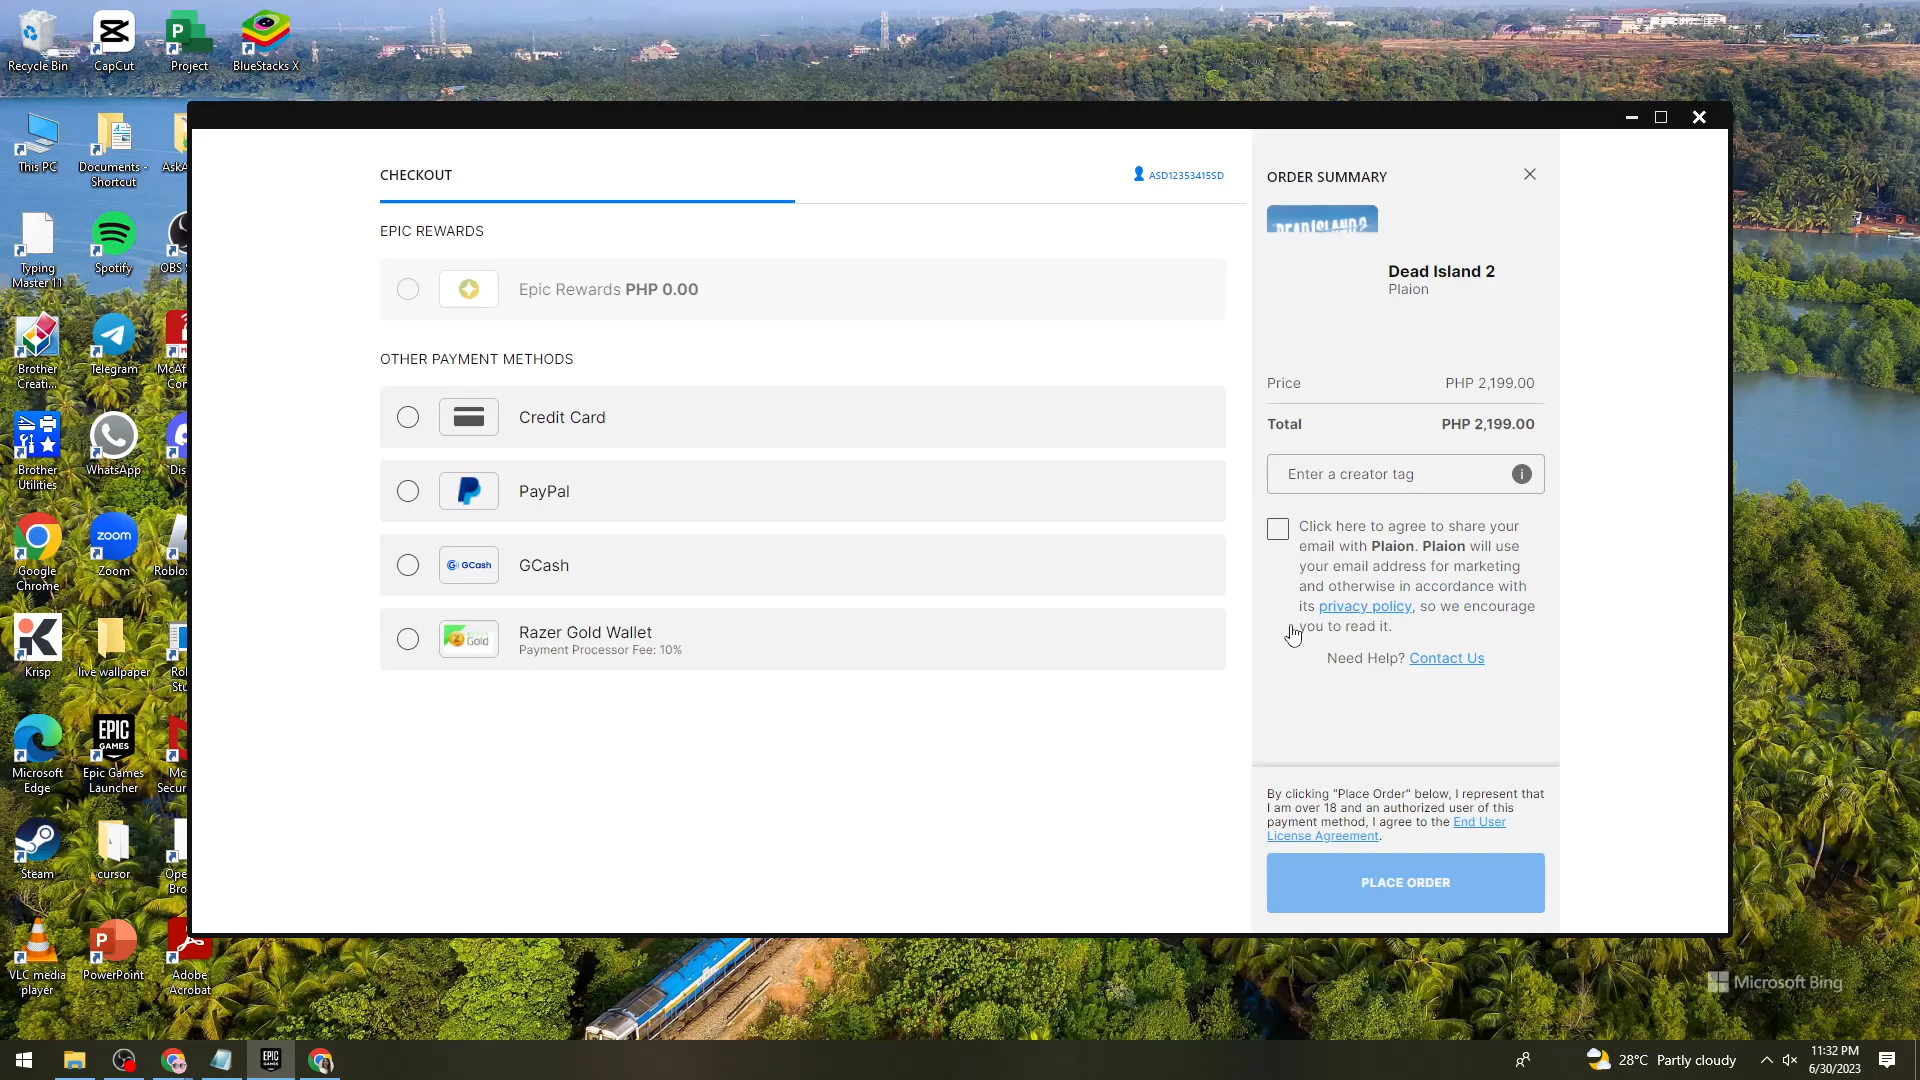 Recycle Bin
CapCut
Project
BlueStacks X
This PC
Documents - Shortcut
Typing Master 11
Spotify
OBS
Brother Creati...
Telegram
Brother Utilities
WhatsApp
Google Chrome
zoom
Zoom
Krisp
live wallpaper
Microsoft Edge
EPIC GAMES
Epic Games Launcher
Steam
cursor
VLC media player
PowerPoint
Adobe Acrobat
CHECKOUT
ASD12353415SD
EPIC REWARDS
Epic Rewards PHP 0.00
OTHER PAYMENT METHODS
Credit Card
PayPal
GCash
GCash
Gold
Razer Gold Wallet
Payment Processor Fee: 10%
ORDER SUMMARY
DEAD ISLAND 2
Dead Island 2
Plaion
Price PHP 2,199.00
Total PHP 2,199.00
Enter a creator tag
Click here to agree to share your
email with Plaion. Plaion will use
your email address for marketing
and otherwise in accordance with
its privacy policy, so we encourage
you to read it.
Need Help? Contact Us
By clicking "Place Order" below, I represent that
I am over 18 and an authorized user of this
payment method, I agree to the End User
License Agreement.
PLACE ORDER
Microsoft Bing
28°C Partly cloudy
11:32 PM
6/30/2023